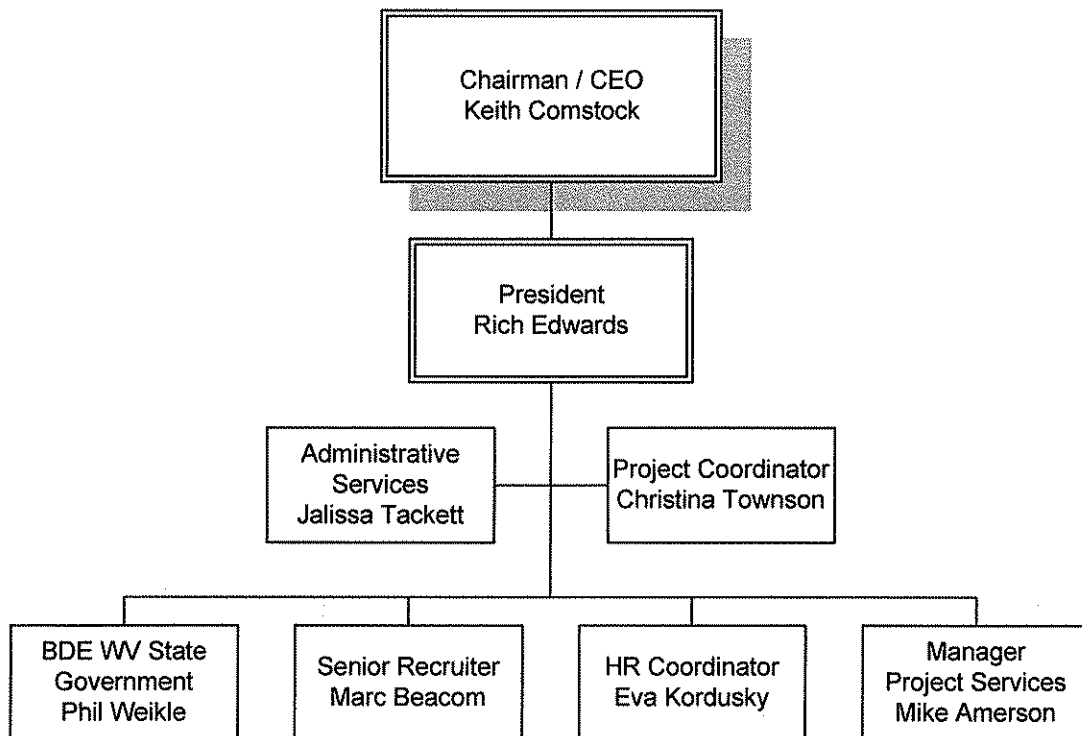 Chairman / CEO
Keith Comstock
President
Rich Edwards
Administrative
Services
Jalissa Tackett
Project Coordinator
Christina Townson
BDE WV State
Government
Phil Weikle
Senior Recruiter
Marc Beacom
HR Coordinator
Eva Kordusky
Manager
Project Services
Mike Amerson